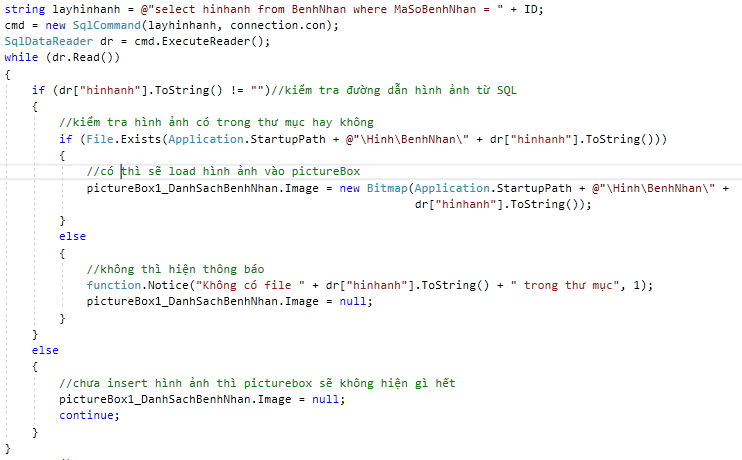 string layhinhanh = @"select hinhanh from BenhNhan where MaSoBenhNhan = " + ID;
cmd = new SqlCommand(layhinhanh, connection.con);
SqlDataReader dr = cmd.ExecuteReader();
while (dr.Read())
{
if (dr["hinhanh"].ToString() != "")//kiểm tra đường dẫn hình ảnh từ SQL
{
//kiểm tra hình ảnh có trong thư mục hay không
if (File.Exists(Application.StartupPath + @"\Hinh\BenhNhan\" + dr["hinhanh"].ToString()))
{
//có thì sẽ load hình ảnh vào pictureBox
pictureBox1_DanhSachBenhNhan.Image = new Bitmap(Application.StartupPath + @"\Hinh\BenhNhan\" +
dr["hinhanh"].ToString());
}
else
{
//không thì hiện thông báo
function.Notice("Không có file " + dr["hinhanh"].ToString() + " trong thư mục", 1);
pictureBox1_DanhSachBenhNhan.Image = null;
}
}
else
{
//chưa insert hình ảnh thì picturebox sẽ không hiện gì hết
pictureBox1_DanhSachBenhNhan.Image = null;
continue;
}
}